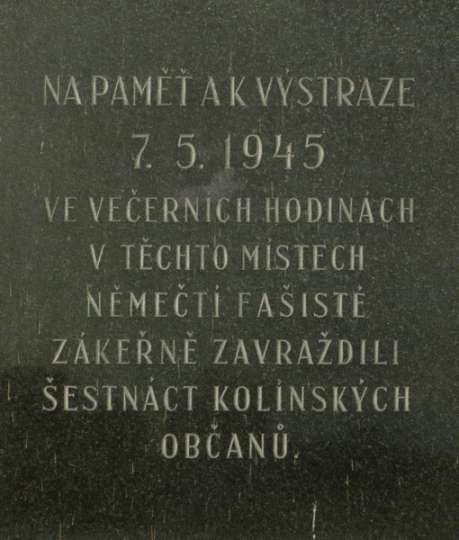 NA PAMĚŤ A K VÝSTRAZE
7. 5. 1945
VE VEČERNÍCH HODINÁCH
V TĚCHTO MÍSTECH
NĚMEČTÍ FAŠISTÉ
ZÁKEŘNĚ ZAVRAŽDILI
ŠESTNÁCT KOLÍNSKÝCH
OBČANŮ.